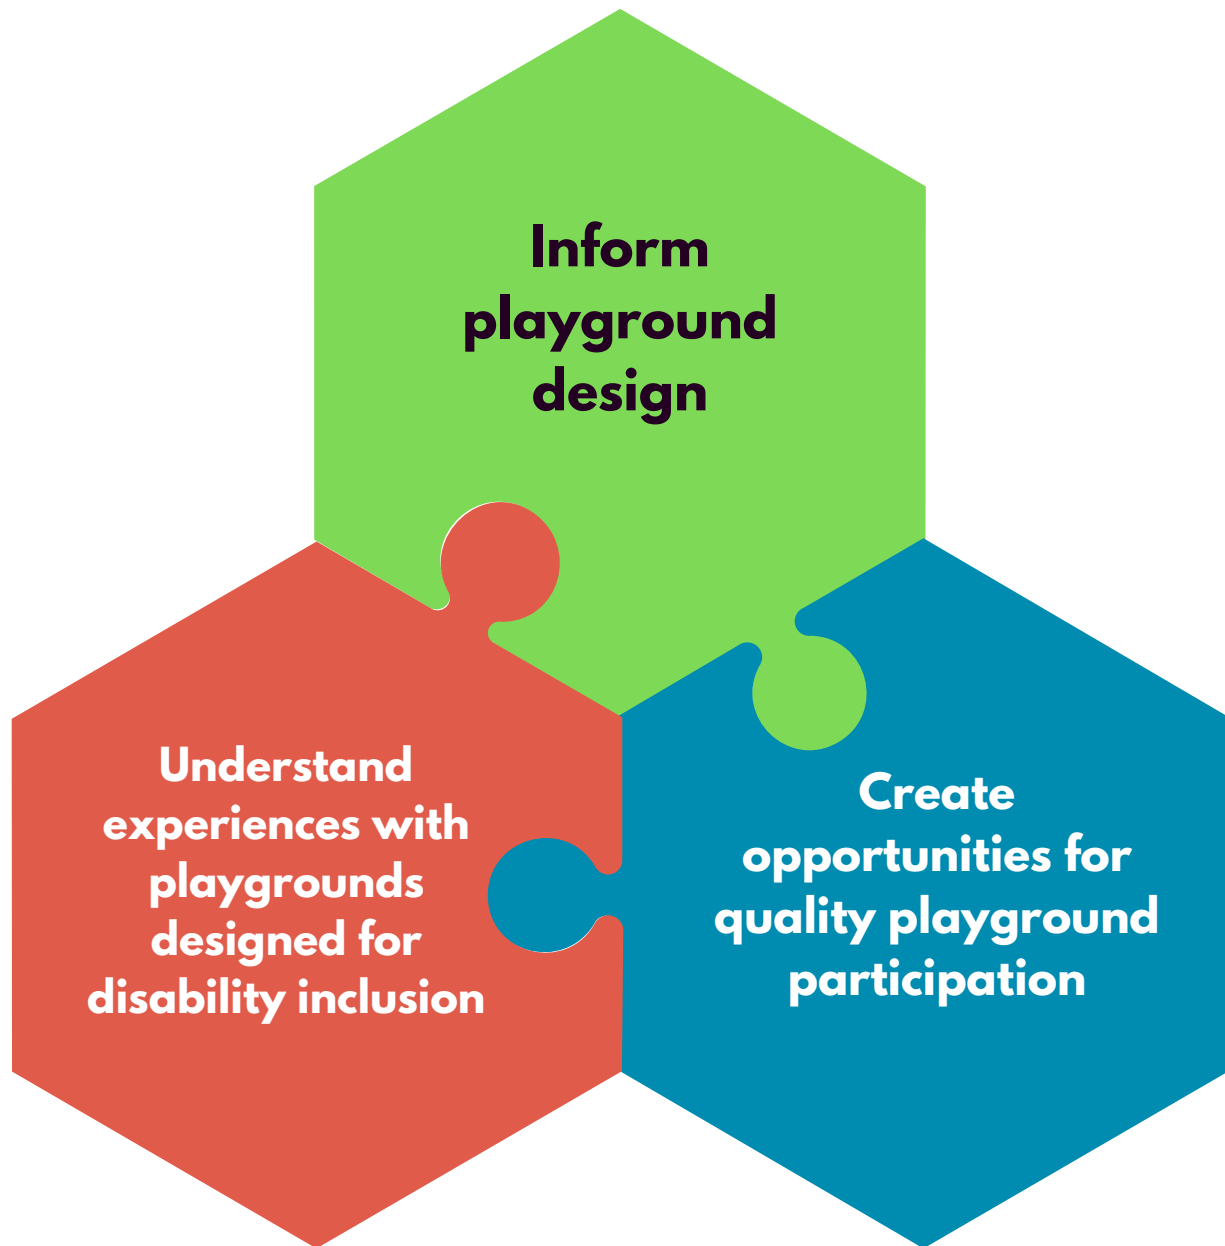 Inform
playground
design
Understand
experiences with
playgrounds
designed for
disability inclusion
Create
opportunities for
quality playground
participation